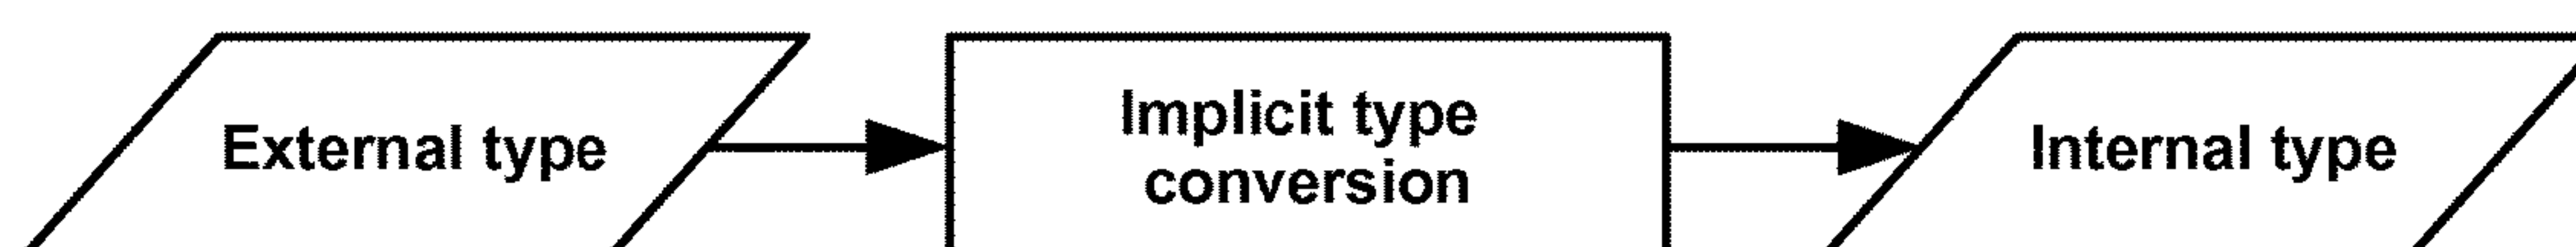 External type
Implicit type
conversion
Internal type